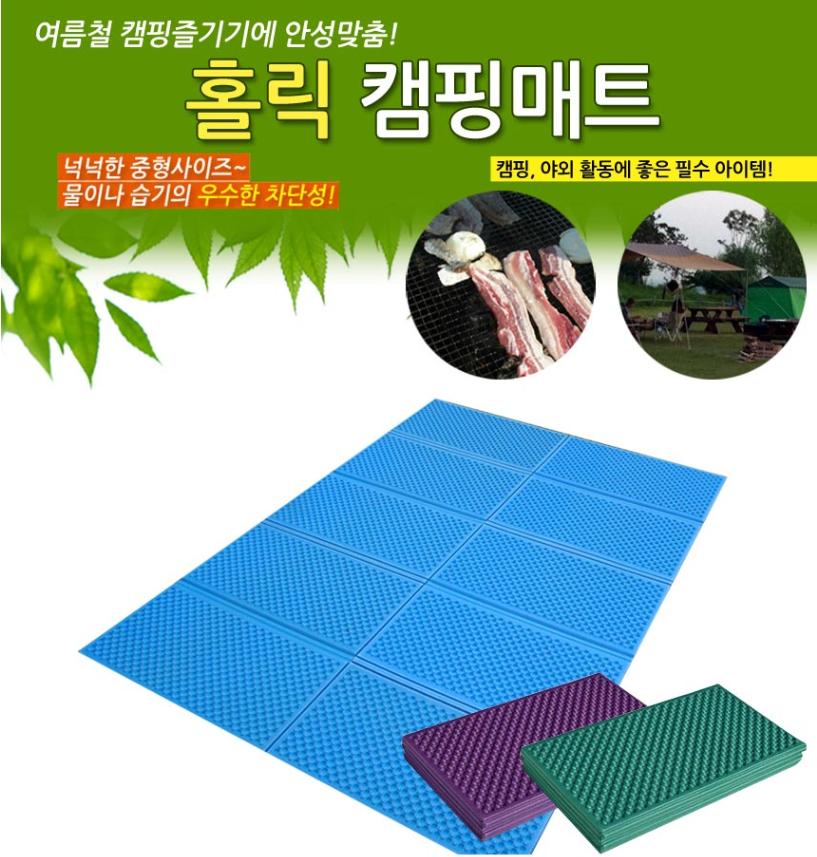 여름철 캠핑즐기기에 안성맞춤!
홀릭 캠핑매트
넉넉한 중형사이즈~
물이나 습기의 우수한 차단성!
캠핑, 야외 활동에 좋은 필수 아이템!